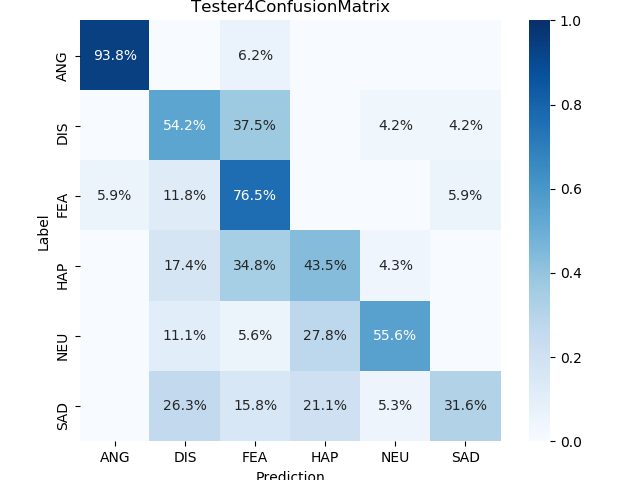 Tester4ConfusionMatrix
ANG 93.8% 6.2%
DIS 54.2% 37.5% 4.2% 4.2%
FEA 5.9% 11.8% 76.5% 5.9%
HAP 17.4% 34.8% 43.5% 4.3%
NEU 11.1% 5.6% 27.8% 55.6%
SAD 26.3% 15.8% 21.1% 5.3% 31.6%
Label
ANG DIS FEA HAP NEU SAD
Prediction
1.0
0.8
0.6
0.4
0.2
0.0